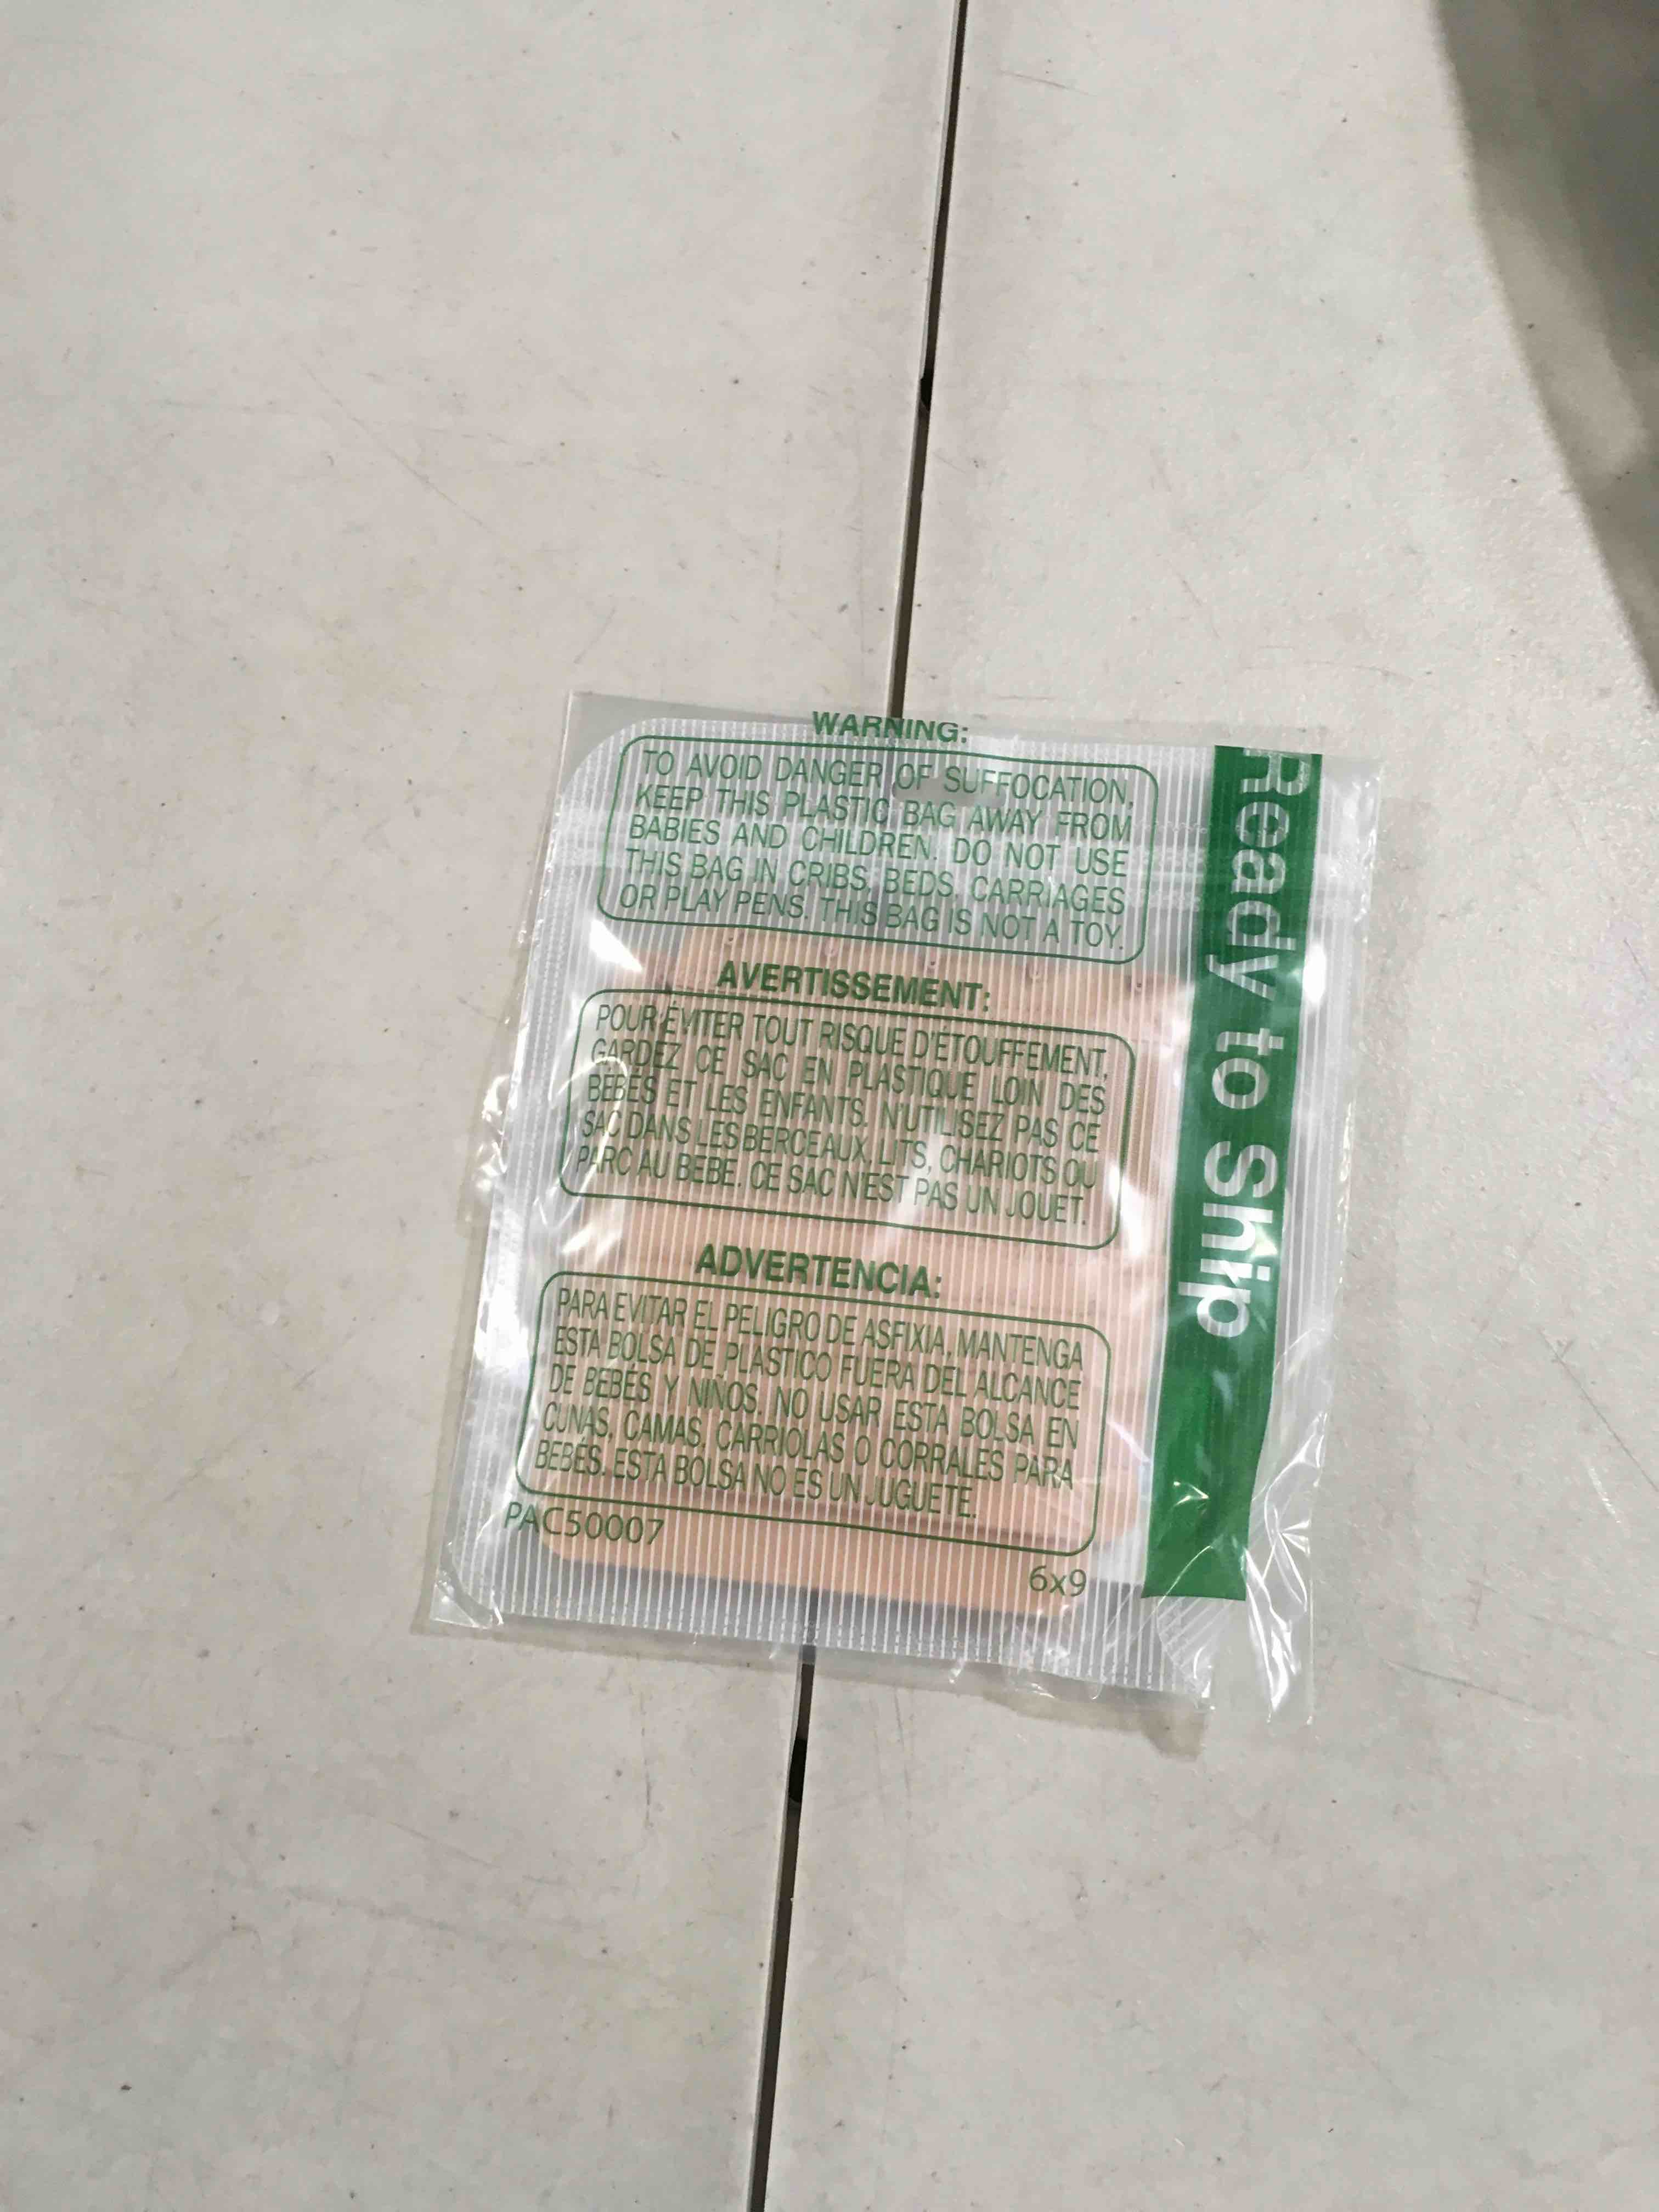 WARNING:
TO AVOID DANGER OF SUFFOCATION,
KEEP THIS PLASTIC BAG AWAY FROM
BABIES AND CHILDREN. DO NOT USE
THIS BAG IN CRIBS, BEDS, CARRIAGES
OR PLAY PENS. THIS BAG IS NOT A TOY.
AVERTISSEMENT:
POUR ÉVITER TOUT RISQUE D'ÉTOUFFEMENT,
GARDEZ CE SAC EN PLASTIQUE LOIN DES
BÉBÉS ET LES ENFANTS. N'UTILISEZ PAS CE
SAC DANS LES BERCEAUX, LITS, CHARIOTS OU
PARC AU BEBE. CE SAC N'EST PAS UN JOUET.
ADVERTENCIA:
PARA EVITAR EL PELIGRO DE ASFIXIA, MANTENGA
ESTA BOLSA DE PLASTICO FUERA DEL ALCANCE
DE BEBÉS Y NIÑOS. NO USAR ESTA BOLSA EN
CUNAS, CAMAS, CARRIOLAS O CORRALES PARA
BEBÉS. ESTA BOLSA NO ES UN JUGUETE.
PAC50007
6x9
Ready to Ship